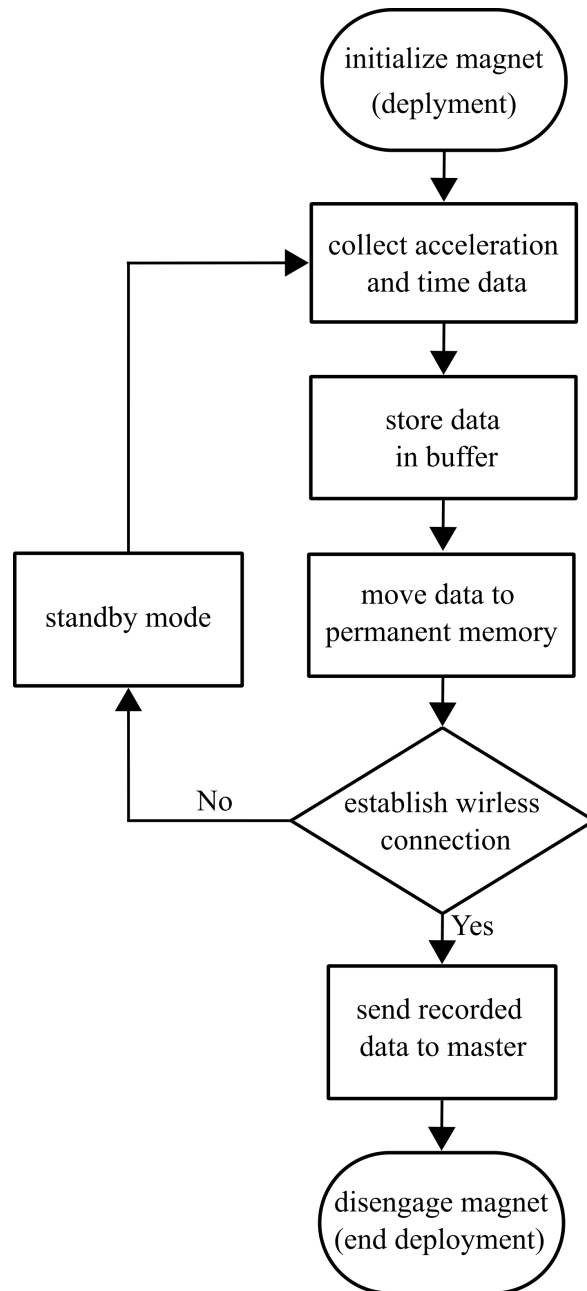 initialize magnet
(deplyment)
collect acceleration
and time data
store data
in buffer
move data to
permanent memory
standby mode
No
establish wirless
connection
Yes
send recorded
data to master
disengage magnet
(end deployment)